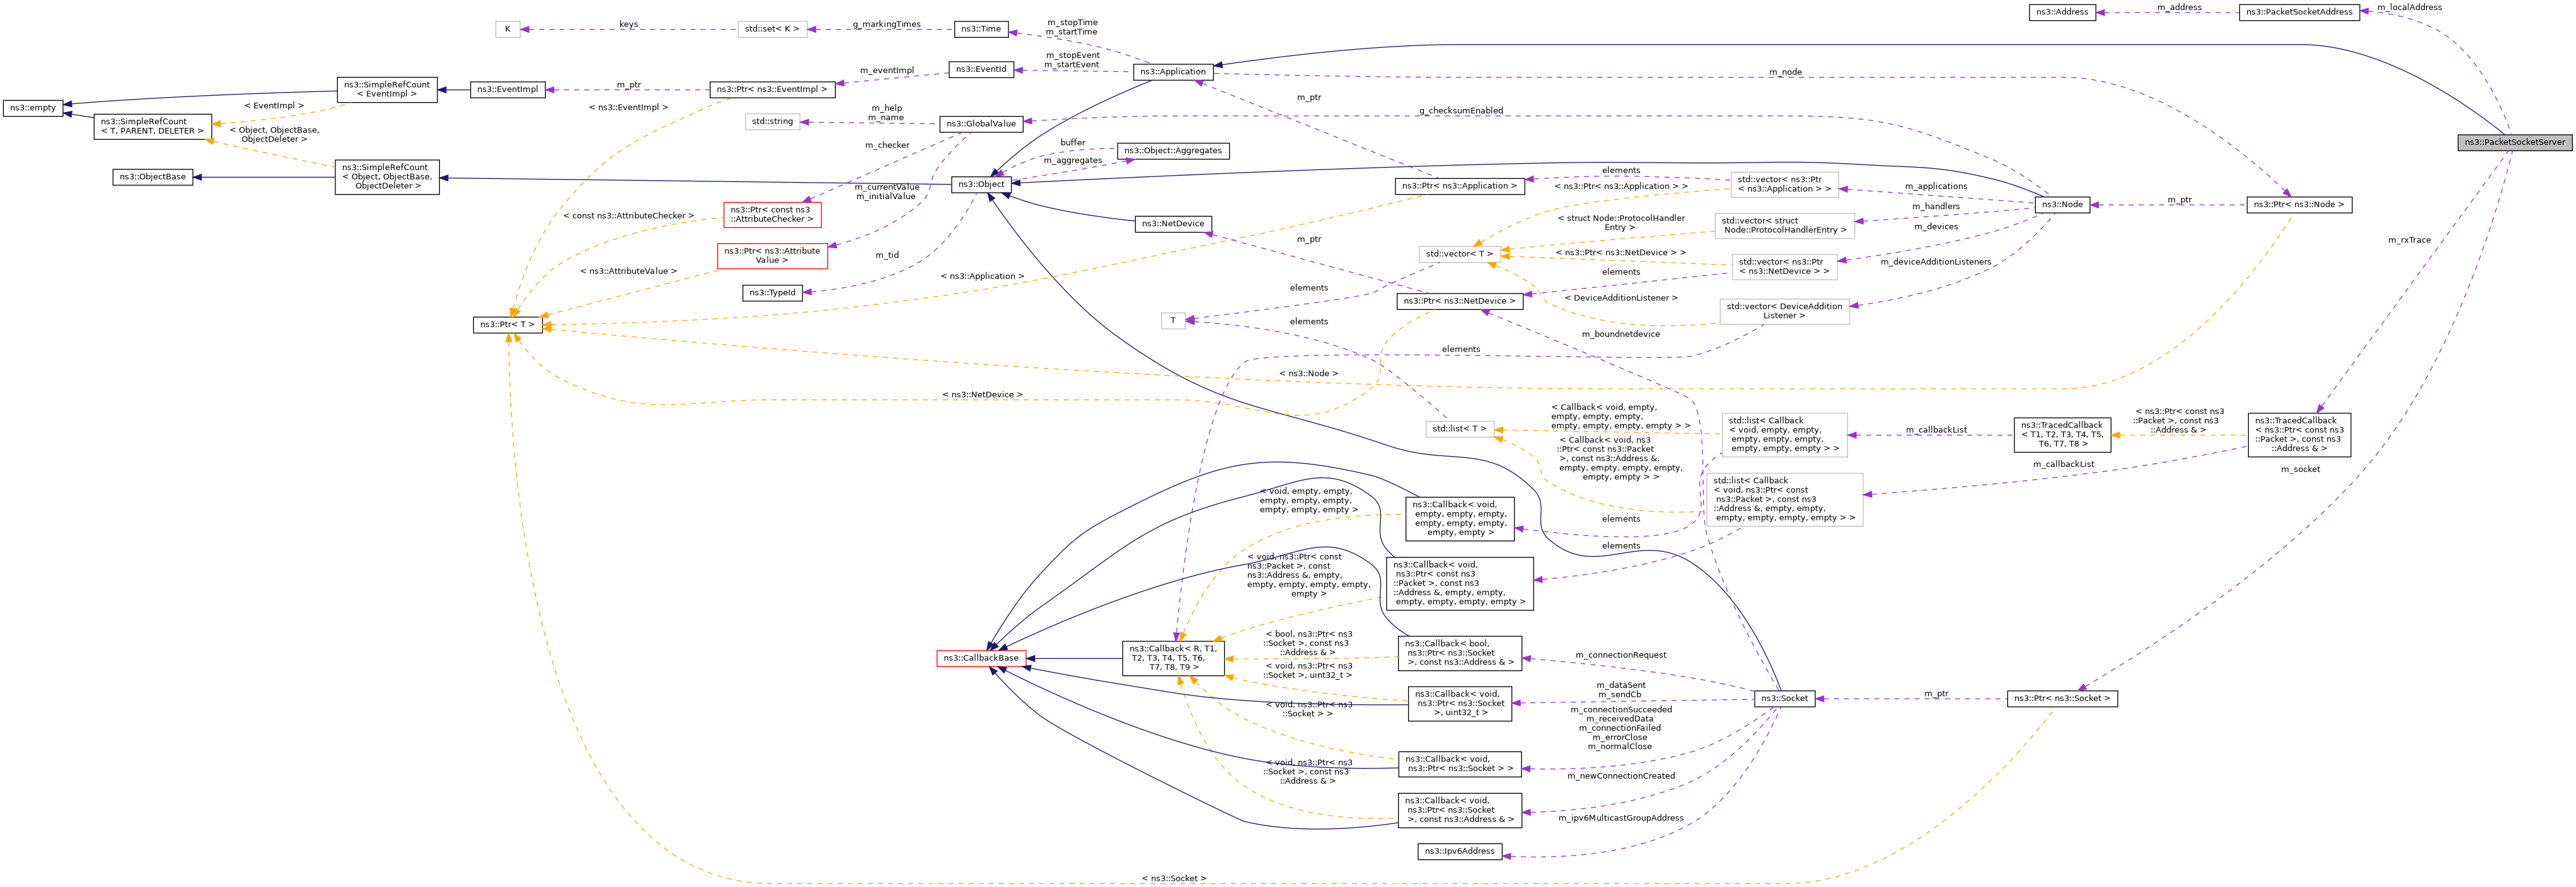 ns3::Address
m_address
ns3::PacketSocketAddress
m_localAddress
K
keys
std::set< K >
g_markingTimes
ns3::Time
m_stopTime
m_startTime
ns3::EventId
m_stopEvent
m_startEvent
ns3::Application
m_node
m_eventImpl
ns3::SimpleRefCount
< EventImpl >
ns3::EventImpl
m_ptr
ns3::Ptr< ns3::EventImpl >
ns3::empty
< EventImpl >
< ns3::EventImpl >
m_help
m_name
m_ptr
g_checksumEnabled
ns3::SimpleRefCount
< T, PARENT, DELETER >
std::string
ns3::GlobalValue
< Object, ObjectBase,
ObjectDeleter >
ns3::PacketSocketServer
m_checker
buffer
ns3::Object::Aggregates
m_aggregates
ns3::ObjectBase
ns3::SimpleRefCount
< Object, ObjectBase,
ObjectDeleter >
ns3::Object
m_currentValue
m_initialValue
ns3::Ptr< ns3::Application >
elements
< ns3::Ptr< ns3::Application > >
std::vector< ns3::Ptr
< ns3::Application > >
m_applications
m_handlers
ns3::Node
m_ptr
ns3::Ptr< ns3::Node >
ns3::Ptr< const ns3
::AttributeChecker >
< const ns3::AttributeChecker >
ns3::NetDevice
< struct Node::ProtocolHandler
Entry >
std::vector< struct
Node::ProtocolHandlerEntry >
m_devices
m_ptr
m_rxTrace
ns3::Ptr< ns3::Attribute
Value >
m_tid
std::vector< T >
< ns3::Ptr< ns3::NetDevice > >
std::vector< ns3::Ptr
< ns3::NetDevice > >
m_deviceAdditionListeners
< ns3::AttributeValue >
< ns3::Application >
elements
elements
ns3::TypeId
ns3::Ptr< ns3::NetDevice >
< DeviceAdditionListener >
std::vector< DeviceAddition
Listener >
ns3::Ptr< T >
T
elements
m_boundnetdevice
elements
< ns3::Node >
< ns3::NetDevice >
std::list< T >
< Callback< void, empty,
empty, empty, empty,
empty, empty, empty, empty > >
std::list< Callback
< void, empty, empty,
empty, empty, empty,
empty, empty, empty > >
m_callbackList
ns3::TracedCallback
< T1, T2, T3, T4, T5,
T6, T7, T8 >
< ns3::Ptr< const ns3
::Packet >, const ns3
::Address & >
ns3::TracedCallback
< ns3::Ptr< const ns3
::Packet >, const ns3
::Address & >
< Callback< void, ns3
::Ptr< const ns3::Packet
>, const ns3::Address &,
empty, empty, empty, empty,
empty, empty > >
m_callbackList
m_socket
std::list< Callback
< void, ns3::Ptr< const
ns3::Packet >, const ns3
::Address &, empty, empty,
empty, empty, empty, empty > >
< void, empty, empty,
empty, empty, empty,
empty, empty, empty >
ns3::Callback< void,
empty, empty, empty,
empty, empty, empty,
empty, empty >
elements
elements
< void, ns3::Ptr< const
ns3::Packet >, const
ns3::Address &, empty,
empty, empty, empty, empty,
empty >
ns3::Callback< void,
ns3::Ptr< const ns3
::Packet >, const ns3
::Address &, empty, empty,
empty, empty, empty, empty >
ns3::CallbackBase
ns3::Callback< R, T1,
T2, T3, T4, T5, T6,
T7, T8, T9 >
< bool, ns3::Ptr< ns3
::Socket >, const ns3
::Address & >
ns3::Callback< bool,
ns3::Ptr< ns3::Socket
>, const ns3::Address & >
m_connectionRequest
< void, ns3::Ptr< ns3
::Socket >, uint32_t >
ns3::Callback< void,
ns3::Ptr< ns3::Socket
>, uint32_t >
m_dataSent
m_sendCb
ns3::Socket
m_ptr
ns3::Ptr< ns3::Socket >
< void, ns3::Ptr< ns3
::Socket > >
m_connectionSucceeded
m_receivedData
m_connectionFailed
m_errorClose
m_normalClose
ns3::Callback< void,
ns3::Ptr< ns3::Socket > >
< void, ns3::Ptr< ns3
::Socket >, const ns3
::Address & >
m_newConnectionCreated
ns3::Callback< void,
ns3::Ptr< ns3::Socket
>, const ns3::Address & >
m_ipv6MulticastGroupAddress
ns3::Ipv6Address
< ns3::Socket >